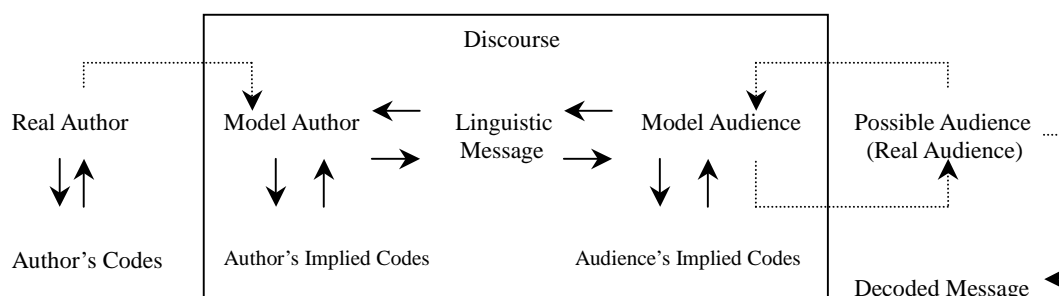 Discourse
Real Author
Model Author
Linguistic
Message
Model Audience
Possible Audience
(Real Audience)
Author’s Codes
Author’s Implied Codes
Audience’s Implied Codes
Decoded Message